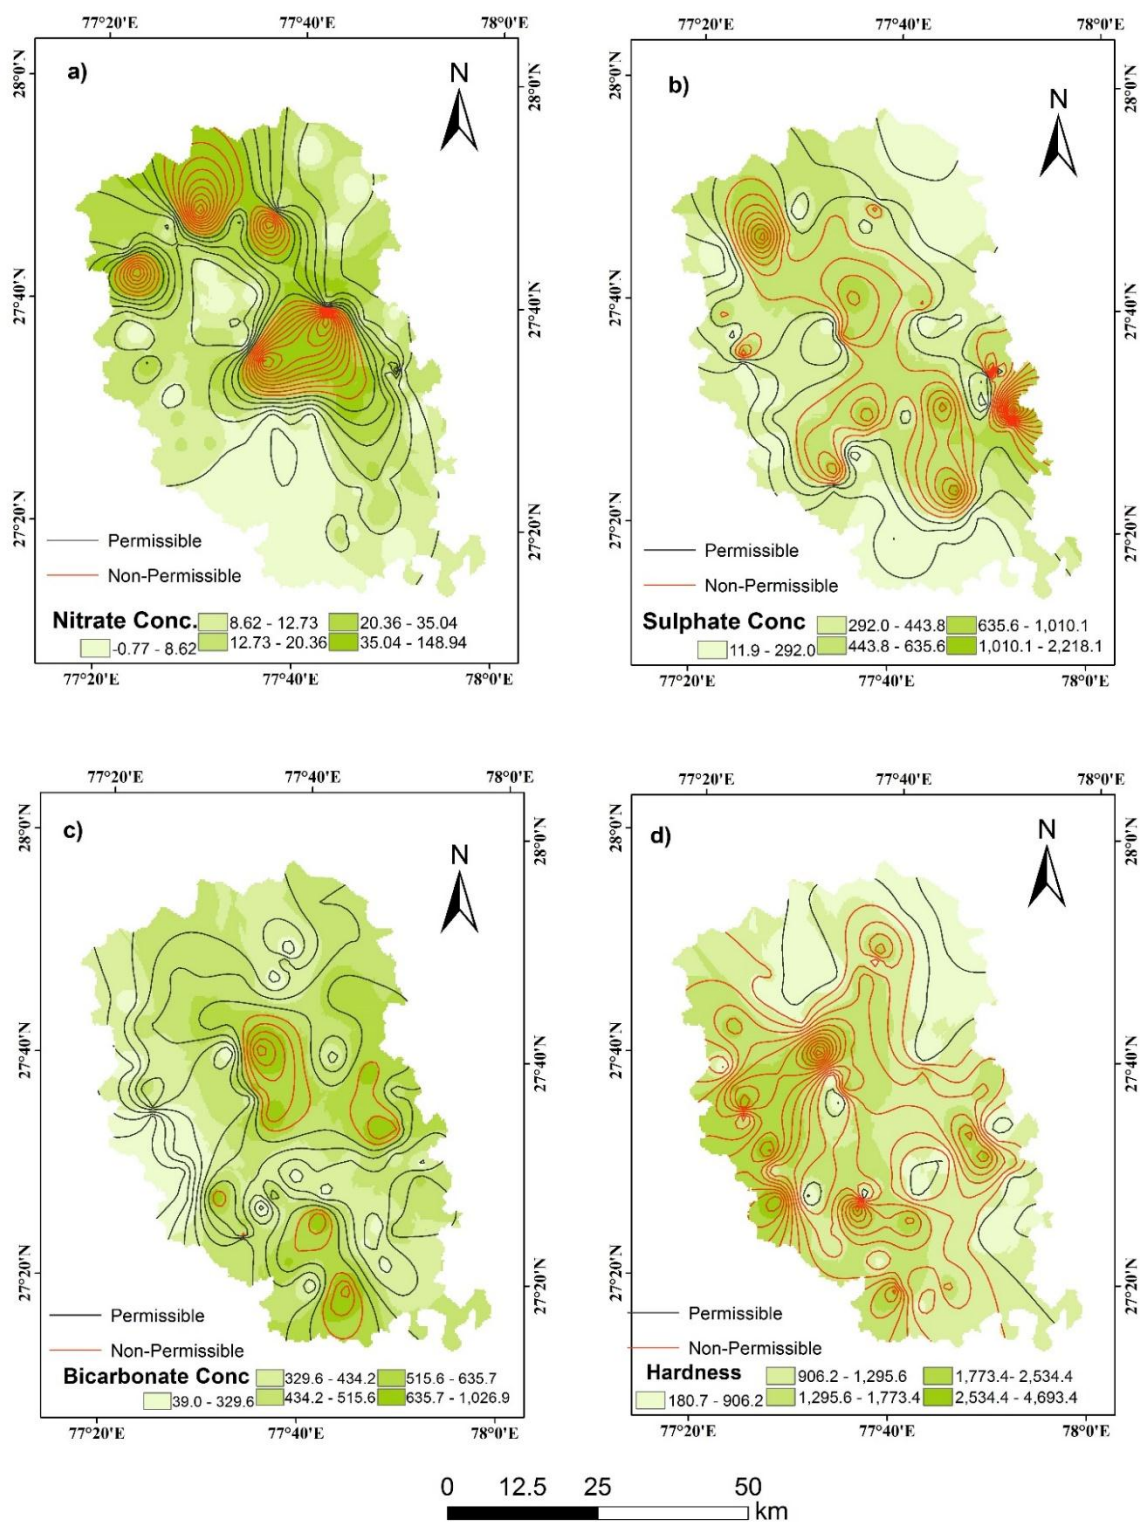 77°20'E 77°40'E
a)
N
28°0'N
28°0'N
27°40'N
27°40'N
27°20'N
27°20'N
Permissible
Non-Permissible
Nitrate Conc.
-0.77 - 8.62
8.62 - 12.73
12.73 - 20.36
20.36 - 35.04
35.04 - 148.94
77°20'E 77°40'E 78°0'E
77°20'E 77°40'E 78°0'E
b)
N
28°0'N
28°0'N
27°40'N
27°40'N
27°20'N
27°20'N
Permissible
Non-Permissible
Sulphate Conc
11.9 - 292.0
292.0 - 443.8
443.8 - 635.6
635.6 - 1,010.1
1,010.1 - 2,218.1
77°20'E 77°40'E 78°0'E
77°20'E 77°40'E 78°0'E
c)
N
28°0'N
28°0'N
27°40'N
27°40'N
27°20'N
27°20'N
Permissible
Non-Permissible
Bicarbonate Conc
39.0 - 329.6
329.6 - 434.2
434.2 - 515.6
515.6 - 635.7
635.7 - 1,026.9
77°20'E 77°40'E 78°0'E
77°20'E 77°40'E 78°0'E
d)
N
28°0'N
28°0'N
27°40'N
27°40'N
27°20'N
27°20'N
Permissible
Non-Permissible
Hardness
180.7 - 906.2
906.2 - 1,295.6
1,295.6 - 1,773.4
1,773.4- 2,534.4
2,534.4 - 4,693.4
77°20'E 77°40'E 78°0'E
0 12.5 25 50
km